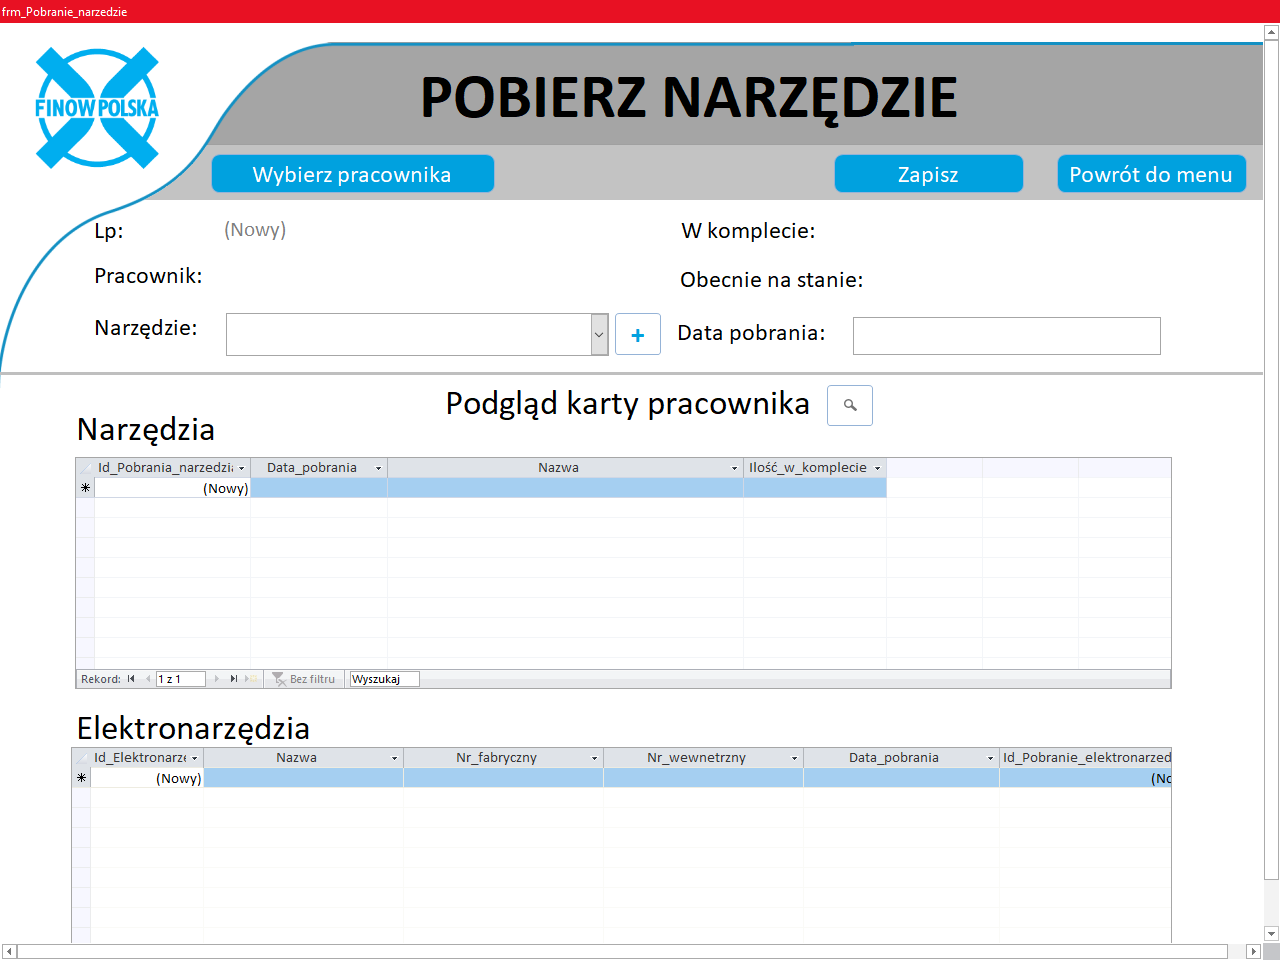 frm_Pobranie_narzedzie
FINOW POLSKA
POBIERZ NARZĘDZIE
Wybierz pracownika
Zapisz
Powrót do menu
Lp:
(Nowy)
W komplecie:
Pracownik:
Obecnie na stanie:
Narzędzie:
+
Data pobrania:
Podgląd karty pracownika
Narzędzia
Id_Pobrania_narzedzia Data_pobrania Nazwa Ilość_w_komplecie
(Nowy)
Rekord: 1 z 1 Bez filtru Wyszukaj
Elektronarzędzia
Id_Elektronarzę Nazwa Nr_fabryczny Nr_wewnetrzny Data_pobrania Id_Pobranie_elektronarzed
(Nowy) (No